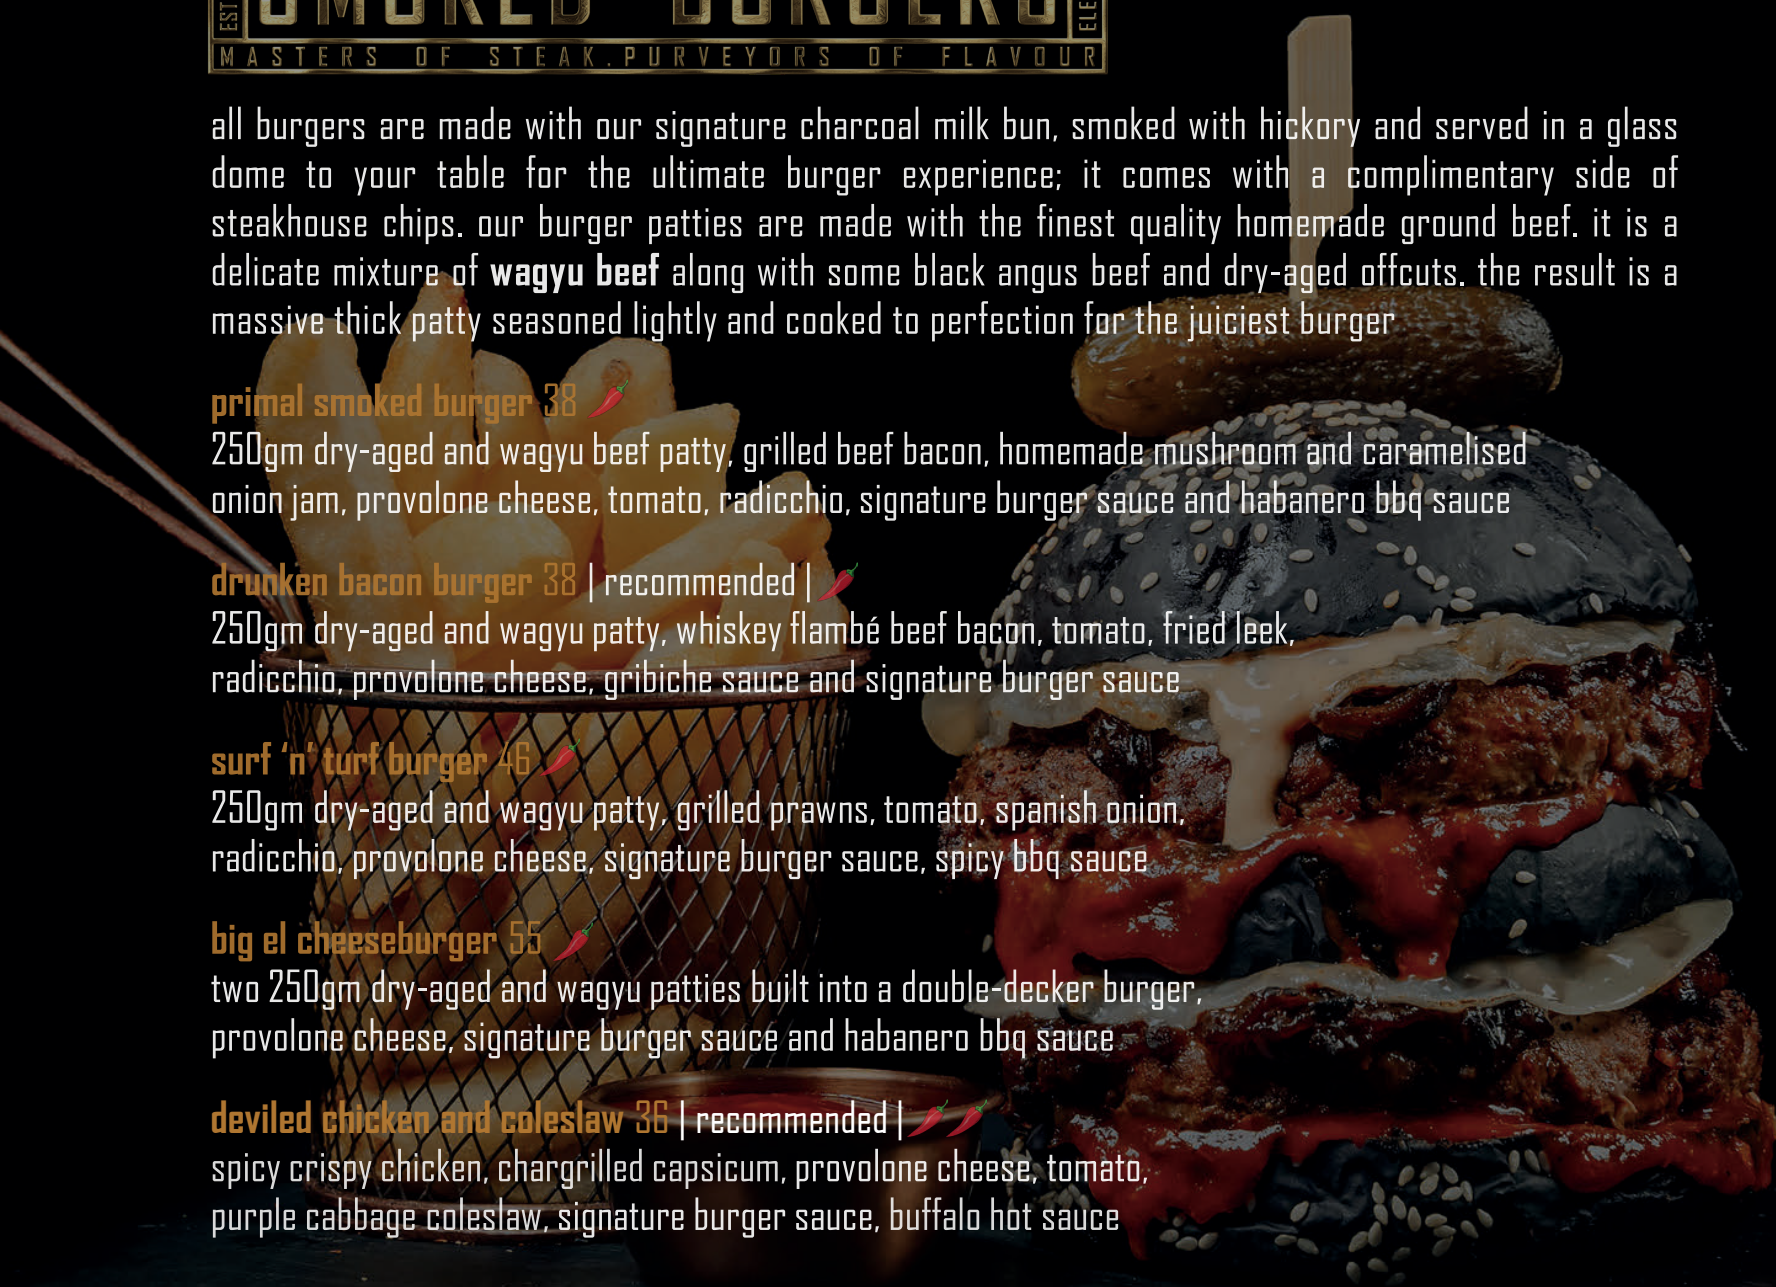 EST
SMOKED BURGERS
ELE
MASTERS OF STEAK.PURVEYORS OF FLAVOUR
all burgers are made with our signature charcoal milk bun, smoked with hickory and served in a glass
dome to your table for the ultimate burger experience; it comes with a complimentary side of
steakhouse chips. our burger patties are made with the finest quality homemade ground beef. it is a
delicate mixture of wagyu beef along with some black angus beef and dry-aged offcuts. the result is a
massive thick patty seasoned lightly and cooked to perfection for the juiciest burger
primal smoked burger 38
250gm dry-aged and wagyu beef patty, grilled beef bacon, homemade mushroom and caramelised
onion jam, provolone cheese, tomato, radicchio, signature burger sauce and habanero bbq sauce
drunken bacon burger 38 | recommended |
250gm dry-aged and wagyu patty, whiskey flambé beef bacon, tomato, fried leek,
radicchio, provolone cheese, gribiche sauce and signature burger sauce
surf ‘n’ turf burger 46
250gm dry-aged and wagyu patty, grilled prawns, tomato, spanish onion,
radicchio, provolone cheese, signature burger sauce, spicy bbq sauce
big el cheeseburger 55
two 250gm dry-aged and wagyu patties built into a double-decker burger,
provolone cheese, signature burger sauce and habanero bbq sauce
deviled chicken and coleslaw 36 | recommended |
spicy crispy chicken, chargrilled capsicum, provolone cheese, tomato,
purple cabbage coleslaw, signature burger sauce, buffalo hot sauce